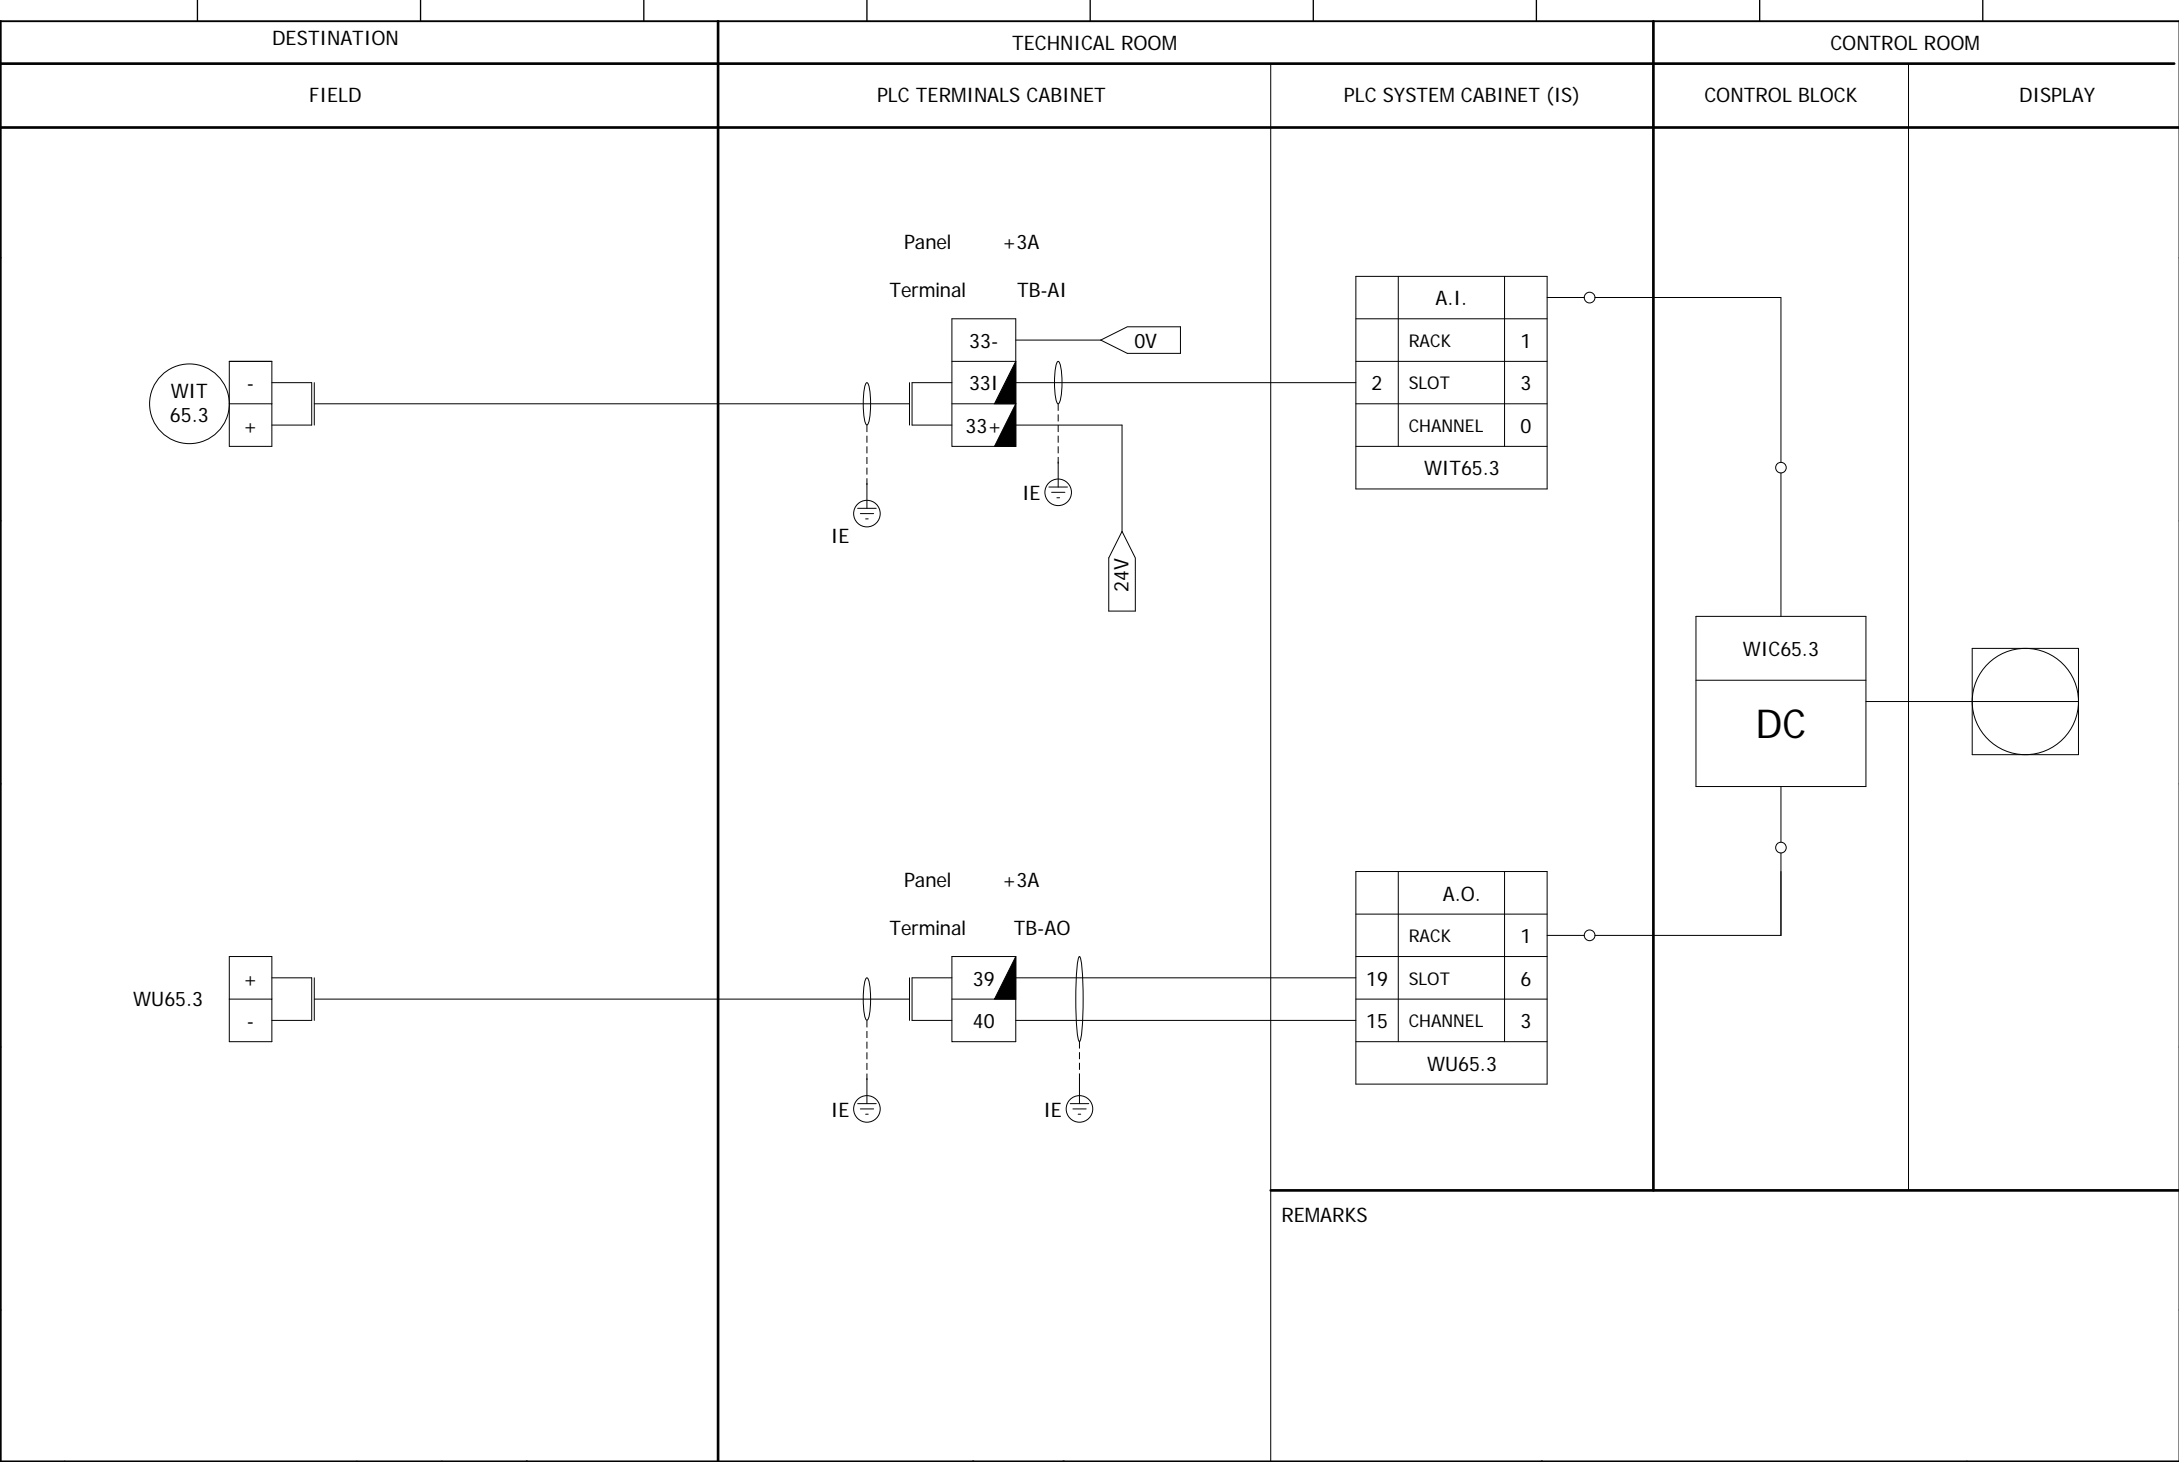 DESTINATION
TECHNICAL ROOM
CONTROL ROOM
FIELD
PLC TERMINALS CABINET
PLC SYSTEM CABINET (IS)
CONTROL BLOCK
DISPLAY
Panel +3A
Terminal TB-AI
33-
0V
33I
33+
IE
IE
24V
WIT
65.3
-
+
A.I.
RACK 1
2 SLOT 3
CHANNEL 0
WIT65.3
WIC65.3
DC
Panel +3A
Terminal TB-AO
39
40
IE
IE
WU65.3
+
-
A.O.
RACK 1
19 SLOT 6
15 CHANNEL 3
WU65.3
REMARKS